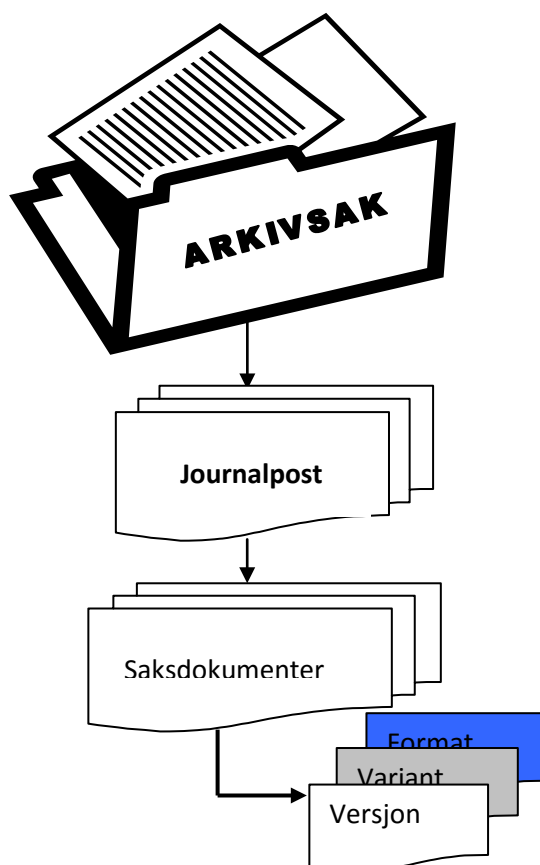 ARKIVSAK
Journalpost
Saksdokumenter
Format
Variant
Versjon